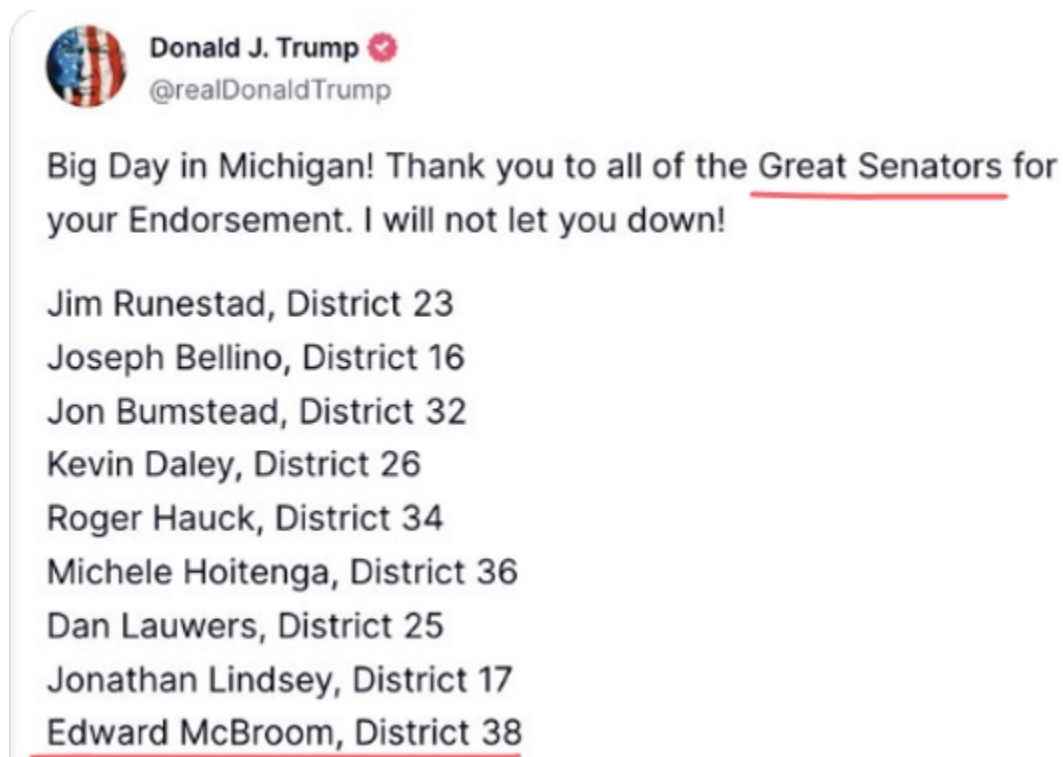 Donald J. Trump
@realDonaldTrump
Big Day in Michigan! Thank you to all of the Great Senators for
your Endorsement. I will not let you down!
Jim Runestad, District 23
Joseph Bellino, District 16
Jon Bumstead, District 32
Kevin Daley, District 26
Roger Hauck, District 34
Michele Hoitenga, District 36
Dan Lauwers, District 25
Jonathan Lindsey, District 17
Edward McBroom, District 38